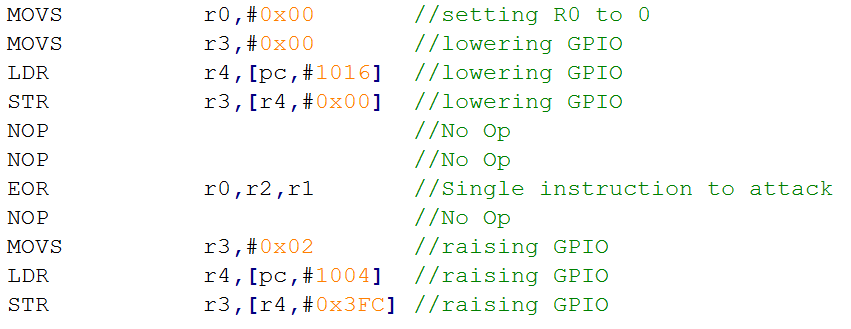 MOVS r0,#0x00 //setting R0 to 0
MOVS r3,#0x00 //lowering GPIO
LDR r4,[pc,#1016] //lowering GPIO
STR r3,[r4,#0x00] //lowering GPIO
NOP //No Op
NOP //No Op
EOR r0,r2,r1 //Single instruction to attack
NOP //No Op
MOVS r3,#0x02 //raising GPIO
LDR r4,[pc,#1004] //raising GPIO
STR r3,[r4,#0x3FC] //raising GPIO